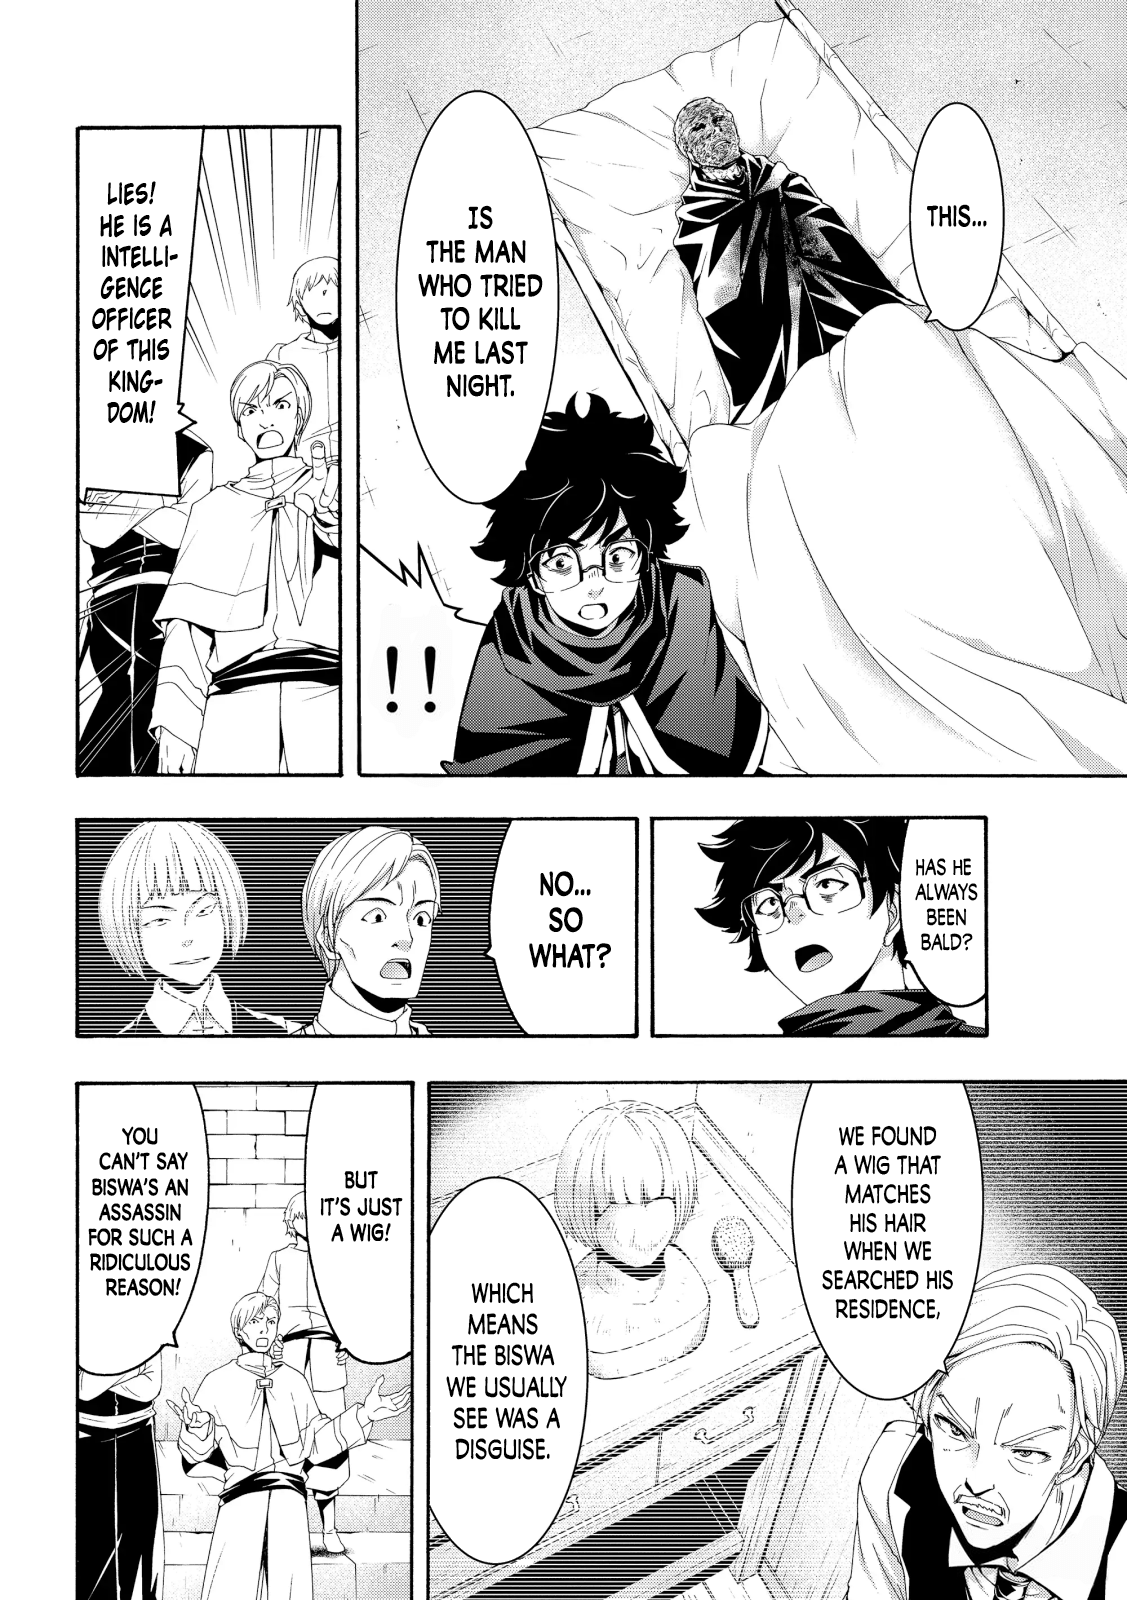 THIS...
IS
THE MAN
WHO TRIED
TO KILL
ME LAST
NIGHT.
!!
LIES!
HE IS A
INTELLI-
GENCE
OFFICER
OF THIS
KING-
DOM!
HAS HE
ALWAYS
BEEN
BALD?
NO...
SO
WHAT?
WE FOUND
A WIG THAT
MATCHES
HIS HAIR
WHEN WE
SEARCHED HIS
RESIDENCE,
WHICH
MEANS
THE BISWA
WE USUALLY
SEE WAS A
DISGUISE.
BUT
IT'S JUST
A WIG!
YOU
CAN'T SAY
BISWA'S AN
ASSASSIN
FOR SUCH A
RIDICULOUS
REASON!